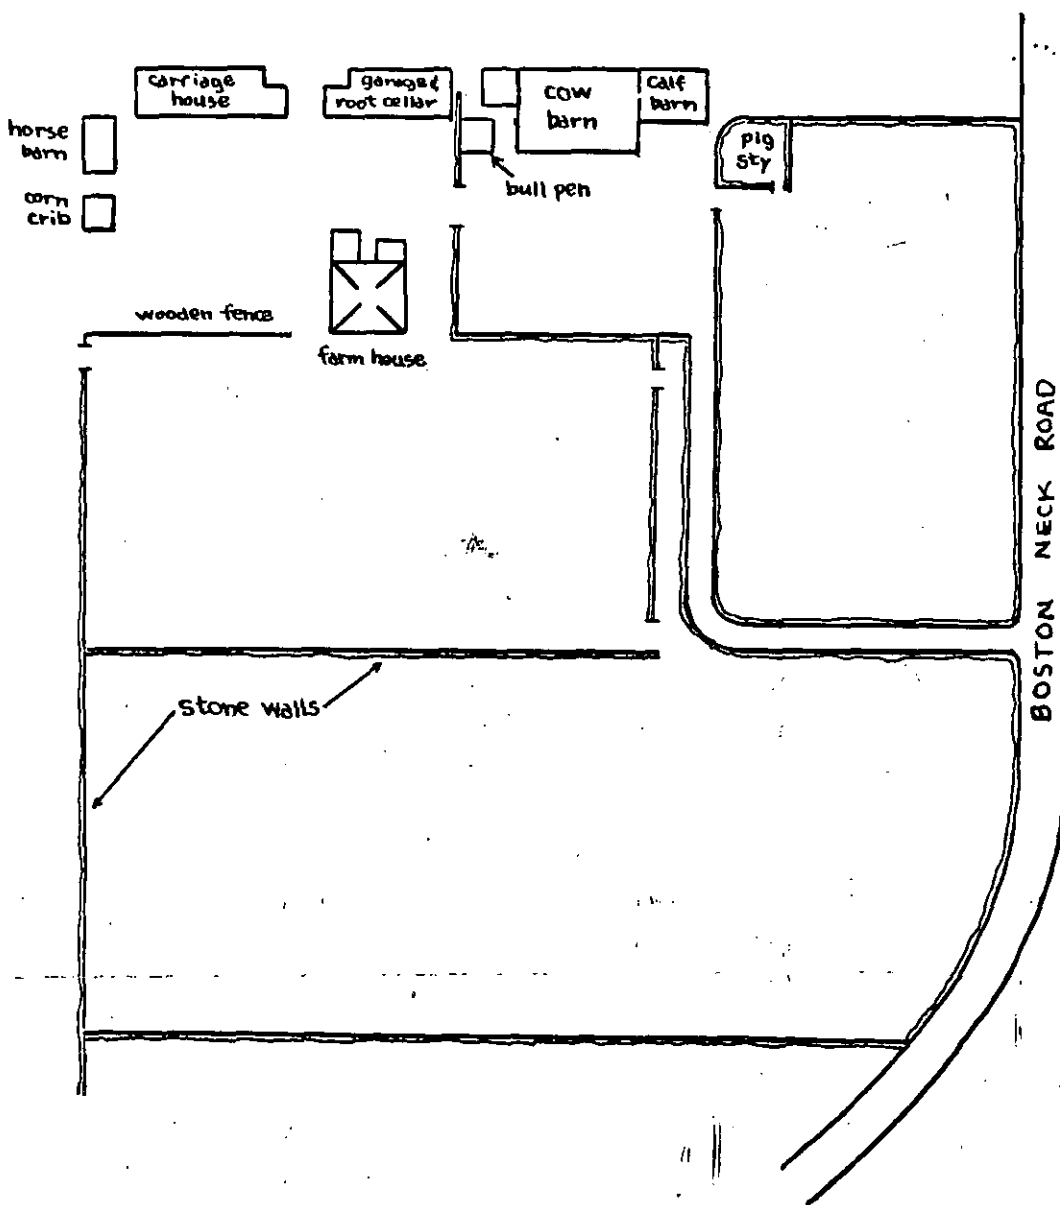 carriage
house
garage &
root cellar
cow
barn
calf
barn
horse
barn
pig
sty
bull pen
corn
crib
wooden fence
farm house
BOSTON NECK ROAD
stone walls